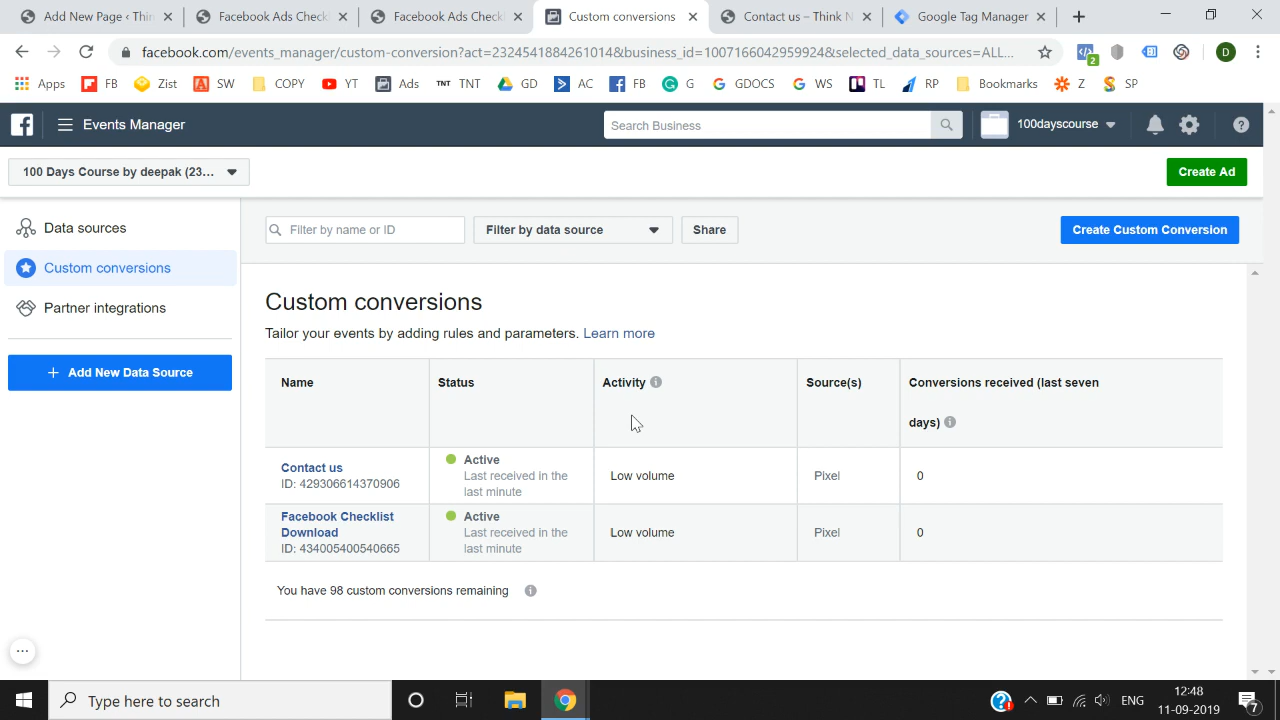 Add New Page ‹ Thin
Facebook Ads Check
Facebook Ads Check
Custom conversions
Contact us – Think N
Google Tag Manager
facebook.com/events_manager/custom-conversion?act=2324541884261014&business_id=1007166042959924&selected_data_sources=ALL...
2
D
Apps
FB
Zist
SW
COPY
YT
Ads
TNT TNT
GD
AC
FB
G
GDOCS
WS
TL
RP
Bookmarks
Z
SP
Events Manager
Search Business
100dayscourse
100 Days Course by deepak (23...
Create Ad
Data sources
Custom conversions
Partner integrations
+ Add New Data Source
Filter by name or ID
Filter by data source
Share
Create Custom Conversion
Custom conversions
Tailor your events by adding rules and parameters. Learn more
Name
Status
Activity
Source(s)
Conversions received (last seven
days)
Contact us
ID: 429306614370906
Active
Last received in the
last minute
Low volume
Pixel
0
Facebook Checklist
Download
ID: 434005400540665
Active
Last received in the
last minute
Low volume
Pixel
0
You have 98 custom conversions remaining
Type here to search
ENG
12:48
11-09-2019
7